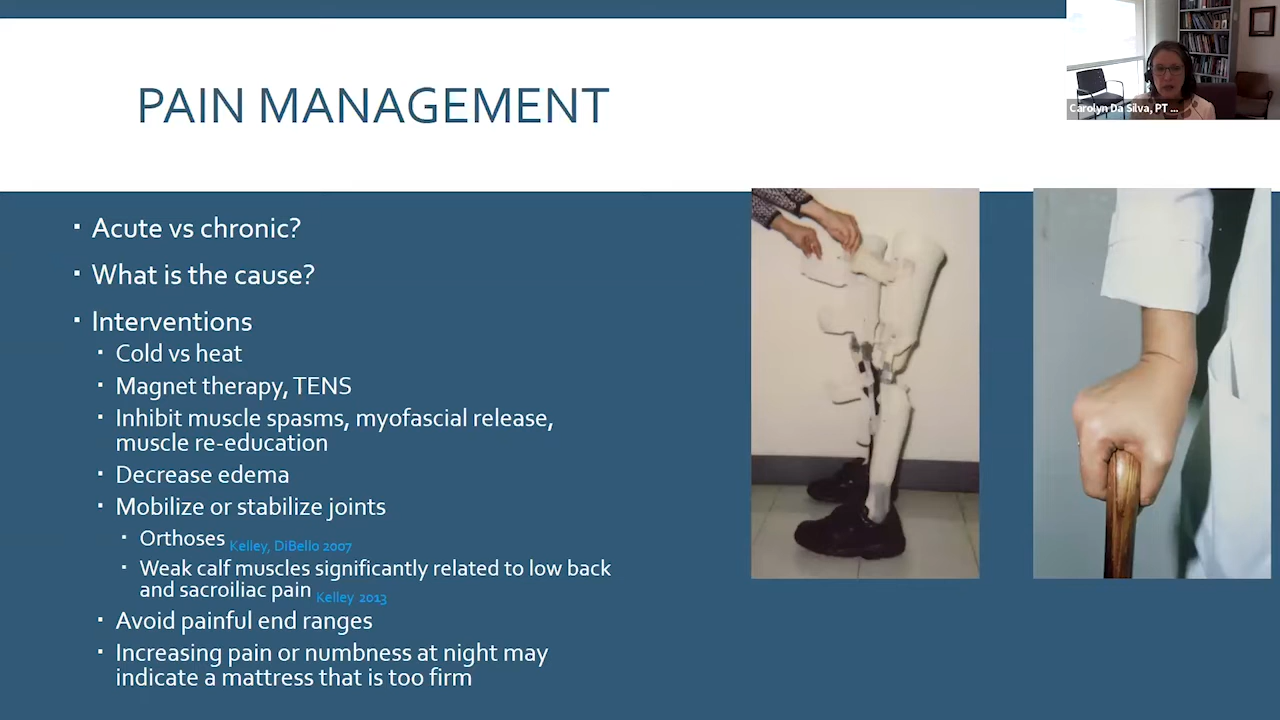 PAIN MANAGEMENT
Carolyn Da Silva, PT ...
Acute vs chronic?
What is the cause?
Interventions
Cold vs heat
Magnet therapy, TENS
Inhibit muscle spasms, myofascial release,
muscle re-education
Decrease edema
Mobilize or stabilize joints
Orthoses Kelley, DiBello 2007
Weak calf muscles significantly related to low back
and sacroiliac pain Kelley 2013
Avoid painful end ranges
Increasing pain or numbness at night may
indicate a mattress that is too firm